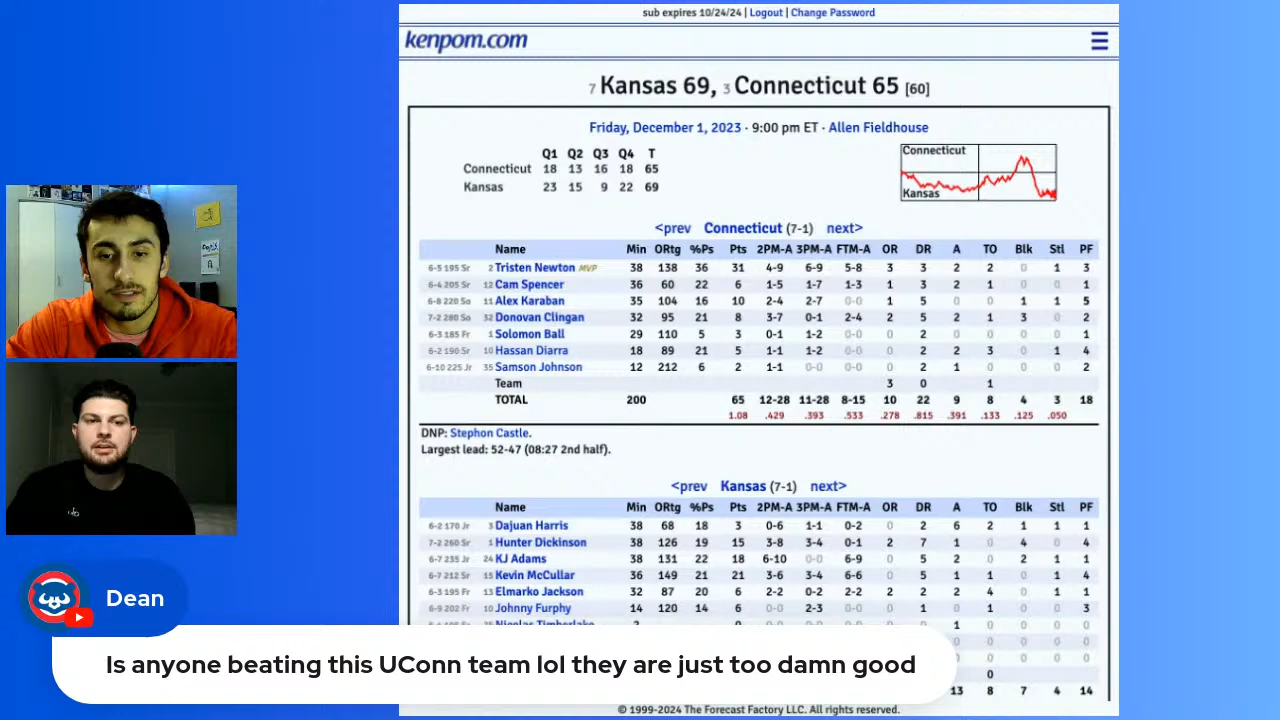 sub expires 10/24/24 | Logout | Change Password
kenpom.com
7 Kansas 69, 3 Connecticut 65 [60]
Friday, December 1, 2023 · 9:00 pm ET · Allen Fieldhouse
Q1 Q2 Q3 Q4 T
Connecticut 18 13 16 18 65
Kansas 23 15 9 22 69
Connecticut
Kansas
<prev Connecticut (7-1) next>
Name Min ORtg %Ps Pts 2PM-A 3PM-A FTM-A OR DR A TO Blk Stl PF
6-5 195 Sr 2 Tristen Newton MVP 38 138 36 31 4-9 6-9 5-8 3 3 2 2 0 1 3
6-4 205 Sr 12 Cam Spencer 36 60 22 6 1-5 1-7 1-3 1 3 2 1 0 0 1
6-8 220 So 11 Alex Karaban 35 104 16 10 2-4 2-7 0-0 1 5 0 0 1 1 5
7-2 280 So 32 Donovan Clingan 32 95 21 8 3-7 0-1 2-4 2 5 2 1 3 0 2
6-3 185 Fr 1 Solomon Ball 29 110 5 3 0-1 1-2 0-0 0 2 0 0 0 0 1
6-2 190 Sr 10 Hassan Diarra 18 89 21 5 1-1 1-2 0-0 0 2 2 3 0 1 4
6-10 225 Jr 35 Samson Johnson 12 212 6 2 1-1 0-0 0-0 0 2 1 0 0 0 2
Team 3 0 1
TOTAL 200 65 12-28 11-28 8-15 10 22 9 8 4 3 18
1.08 .429 .393 .533 .278 .815 .391 .133 .125 .050
DNP: Stephon Castle.
Largest lead: 52-47 (08:27 2nd half).
<prev Kansas (7-1) next>
Name Min ORtg %Ps Pts 2PM-A 3PM-A FTM-A OR DR A TO Blk Stl PF
6-2 170 Jr 3 Dajuan Harris 38 68 18 3 0-6 1-1 0-2 0 2 6 2 1 1 1
7-2 260 Sr 1 Hunter Dickinson 38 126 19 15 3-8 3-4 0-1 2 7 1 0 4 0 4
6-7 235 Jr 24 KJ Adams 38 131 22 18 6-10 0-0 6-9 0 5 2 0 2 1 1
6-7 212 Sr 15 Kevin McCullar 36 149 21 21 3-6 3-4 6-6 0 5 1 1 0 1 4
6-3 195 Fr 13 Elmarko Jackson 32 87 20 6 2-2 0-2 2-2 2 2 2 4 0 1 1
6-9 202 Fr 10 Johnny Furphy 14 120 14 6 0-0 2-3 0-0 0 1 0 1 0 0 3
Nicolas Timberlake 1 0 0 0 0
0 0 0 0 0
0 0 0 0 0
0
13 8 7 4 14
Dean
Is anyone beating this UConn team lol they are just too damn good
© 1999-2024 The Forecast Factory LLC. All rights reserved.